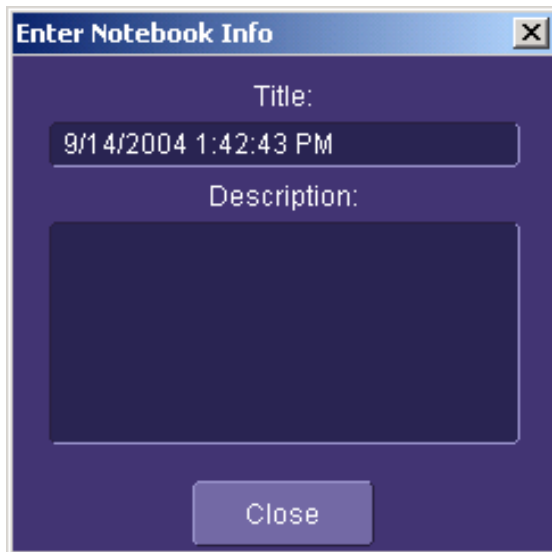 Enter Notebook Info
Title:
9/14/2004 1:42:43 PM
Description:
Close